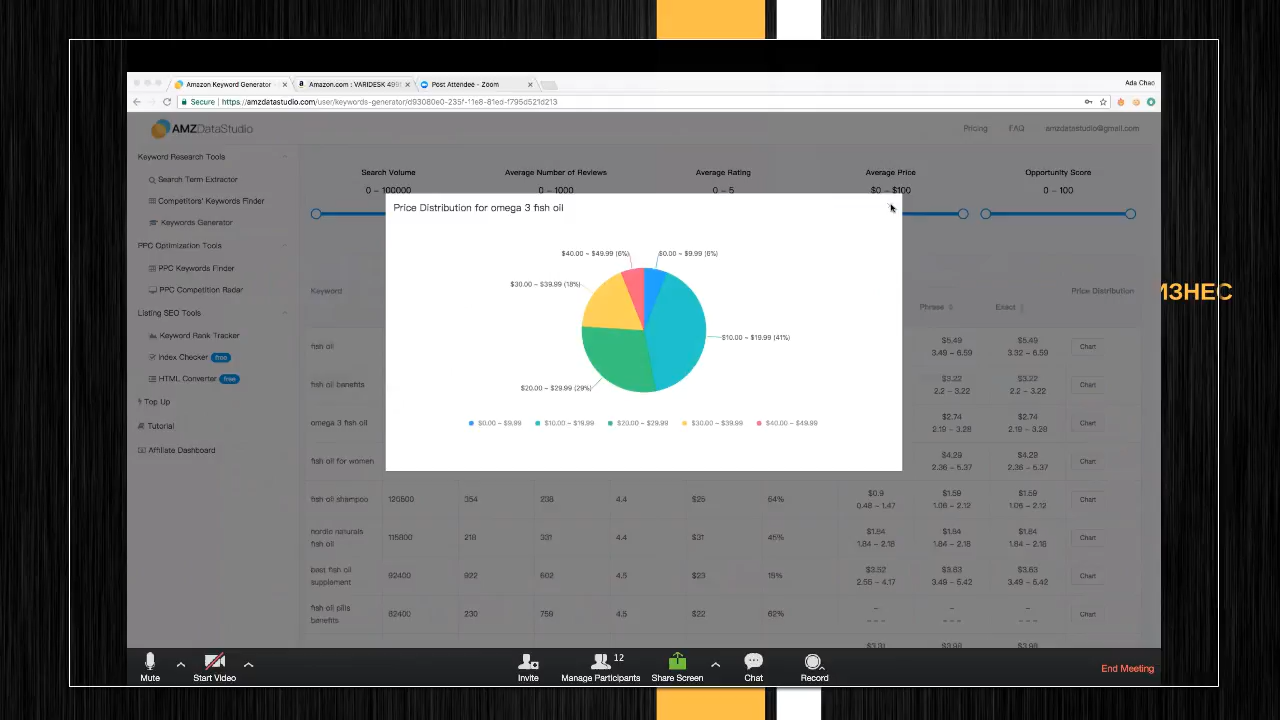 Amazon Keyword Generator
Amazon.com : VARIDESK 49
Post Attendee - Zoom
Ada Chao
Secure
https://amzdatastudio.com/user/keywords-generator/d93080e0-235f-11e8-81ed-f795d521d213
AMZDataStudio
Pricing
FAQ
amzdatastudio@gmail.com
Keyword Research Tools
Search Term Extractor
Competitors' Keywords Finder
Keywords Generator
PPC Optimization Tools
PPC Keywords Finder
PPC Competition Radar
Listing SEO Tools
Keyword Rank Tracker
Index Checker free
HTML Converter free
Top Up
Tutorial
Affiliate Dashboard
Search Volume
0 – 100000
Average Number of Reviews
0 – 1000
Average Rating
0 – 5
Average Price
$0 – $100
Opportunity Score
0 – 100
Price Distribution for omega 3 fish oil
$40.00 ~ $49.99 (6%)
$0.00 ~ $9.99 (6%)
$30.00 ~ $39.99 (18%)
$10.00 ~ $19.99 (41%)
$20.00 ~ $29.99 (29%)
$0.00 ~ $9.99
$10.00 ~ $19.99
$20.00 ~ $29.99
$30.00 ~ $39.99
$40.00 ~ $49.99
МЗНЕС
Keyword
Phrase
Exact
Price Distribution
fish oil
$5.49
3.49 – 6.59
$5.49
3.32 – 6.59
Chart
fish oil benefits
$3.22
2.2 – 3.22
$3.22
2.2 – 3.22
Chart
omega 3 fish oil
$2.74
2.19 – 3.28
$2.74
2.19 – 3.28
Chart
fish oil for women
$4.29
2.36 – 5.37
$4.29
2.36 – 5.37
Chart
fish oil shampoo
354
238
4.4
$25
64%
$0.9
0.48 – 1.47
$1.59
1.06 – 2.12
$1.59
1.06 – 2.12
Chart
nordic naturals
fish oil
218
331
4.4
$31
45%
$1.84
1.84 – 2.18
$1.84
1.84 – 2.18
$1.84
1.84 – 2.18
Chart
best fish oil
supplement
92400
922
602
4.5
$23
15%
$3.52
$3.63
3.49 – 5.42
$3.63
3.49 – 5.42
Chart
fish oil pills
benefits
230
759
4.5
$22
62%
–
– – –
–
– – –
–
– – –
Chart
Mute
Start Video
Invite
12
Manage Participants
Share Screen
Chat
Record
End Meeting